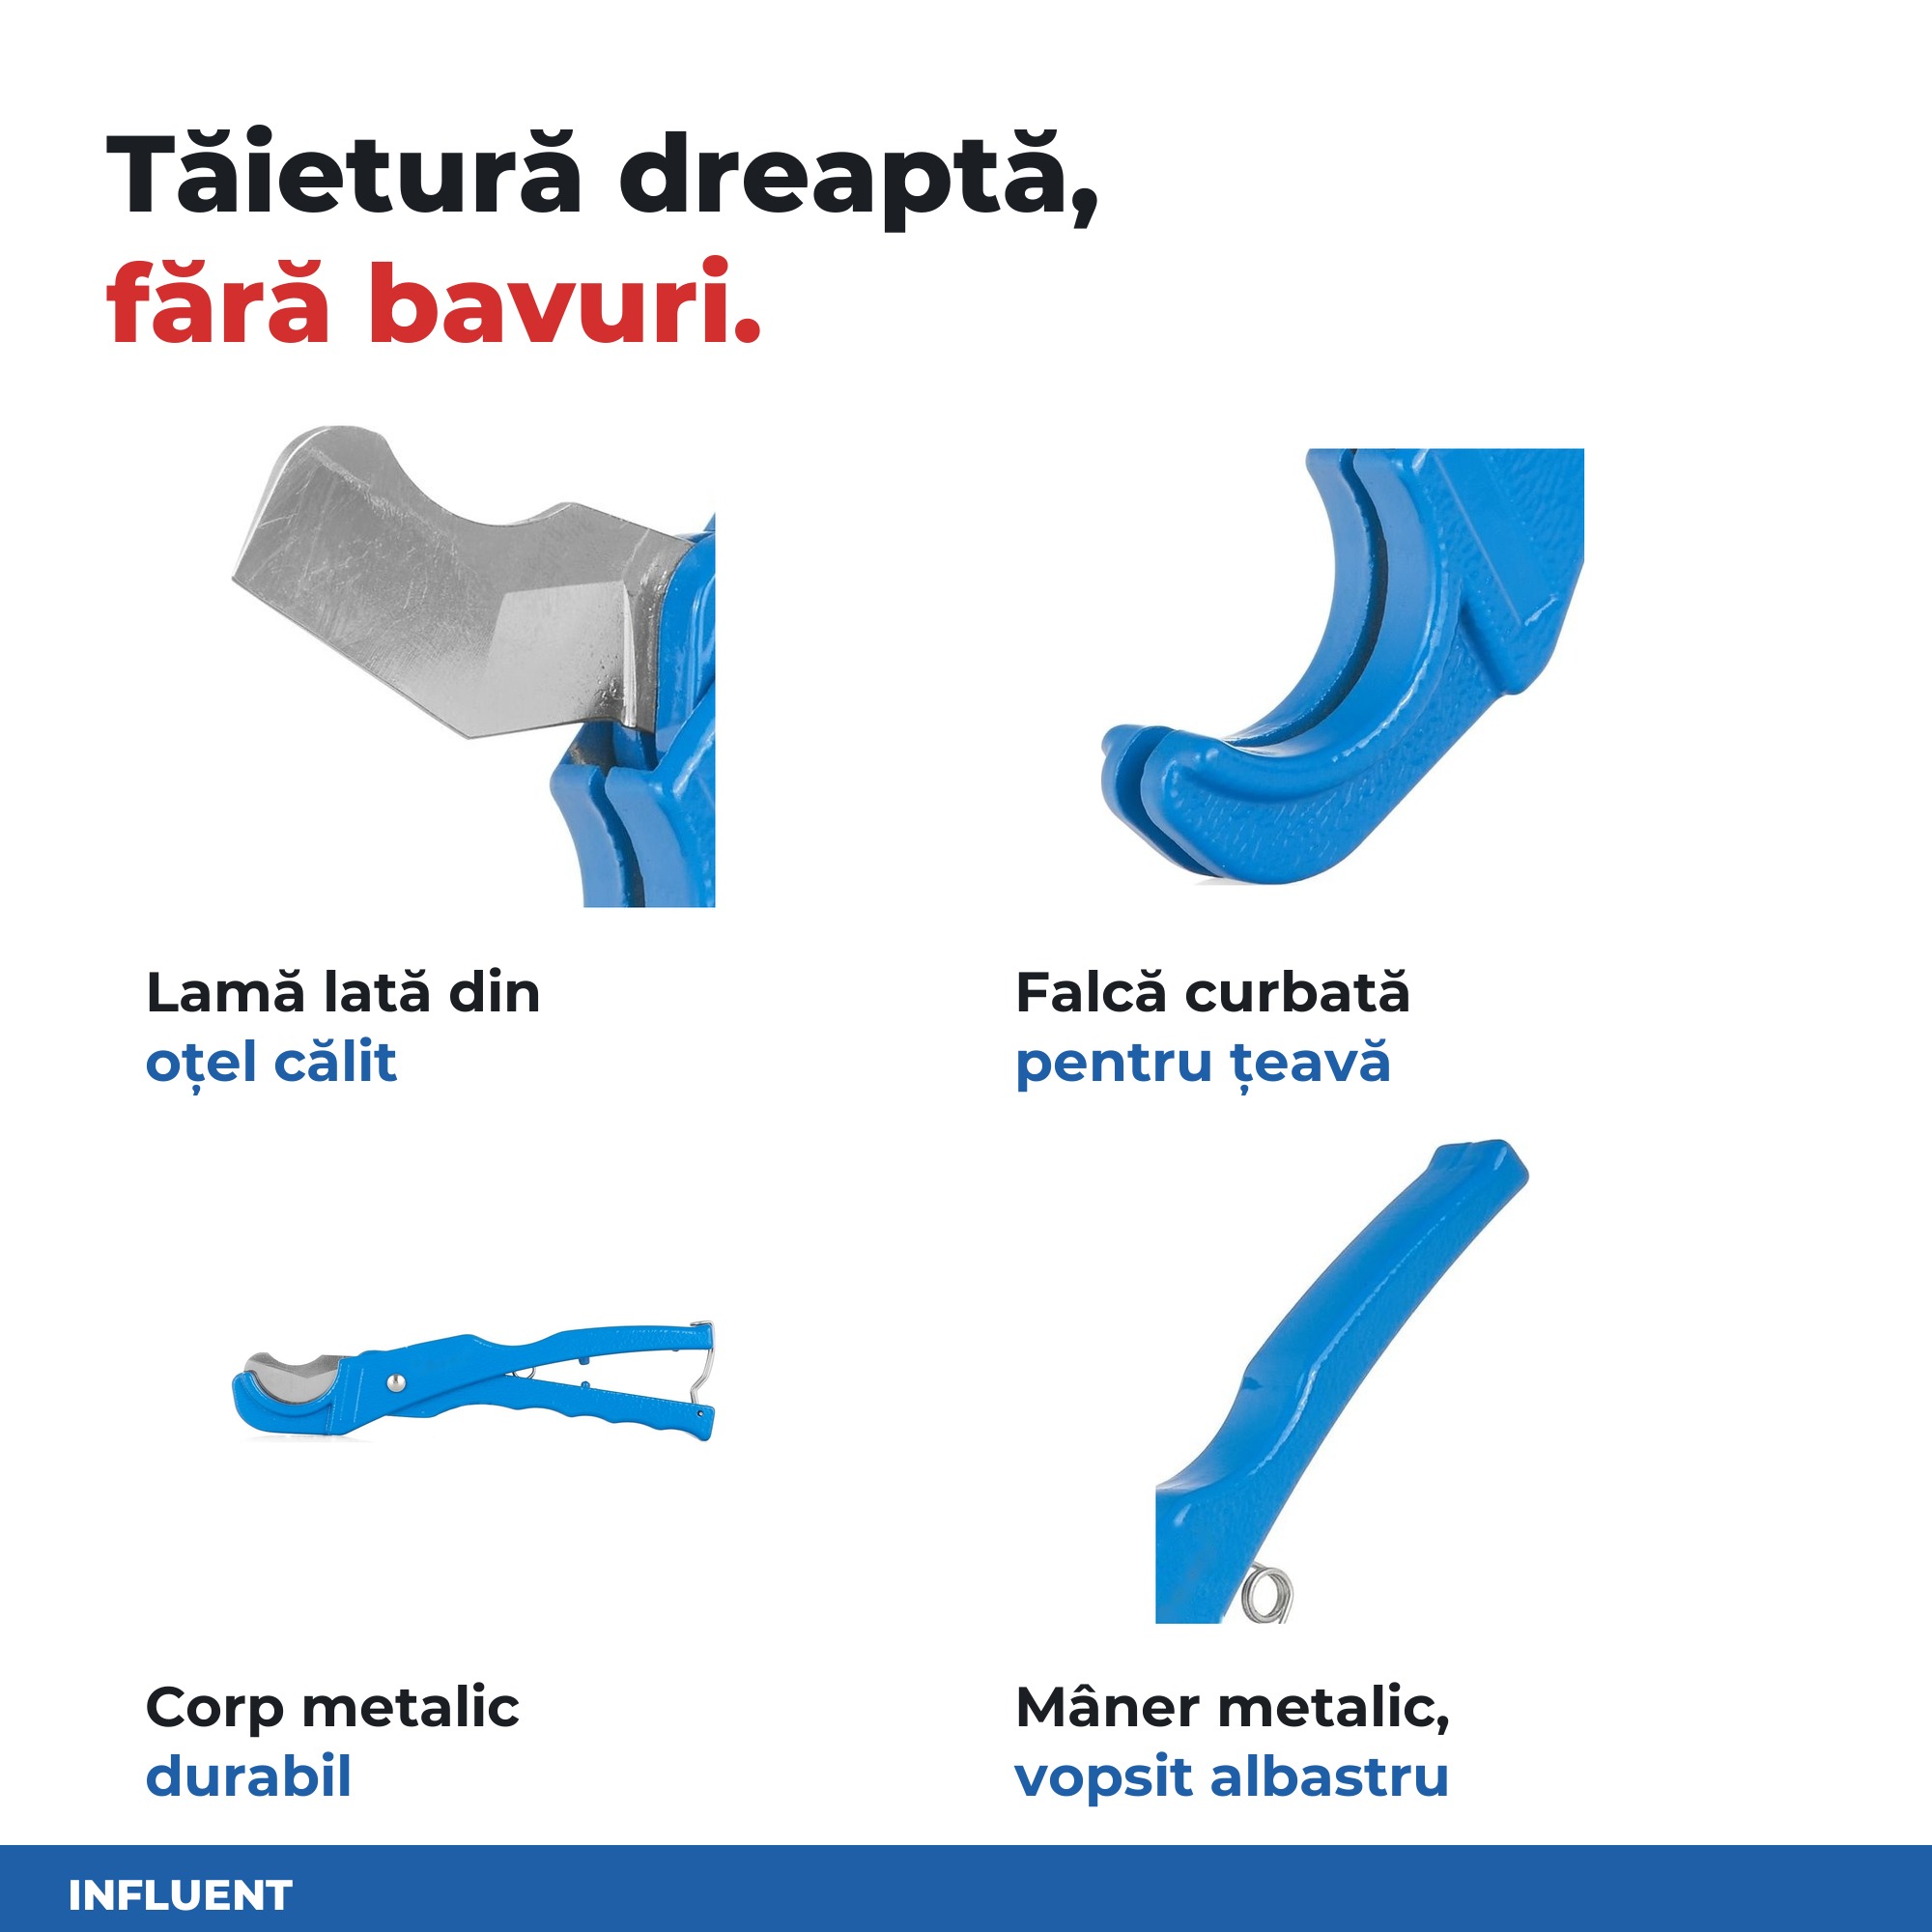 Tăietură dreaptă,
fără bavuri.
Lamă lată din
oțel călit
Falcă curbată
pentru țeavă
Corp metalic
durabil
Mâner metalic,
vopsit albastru
INFLUENT